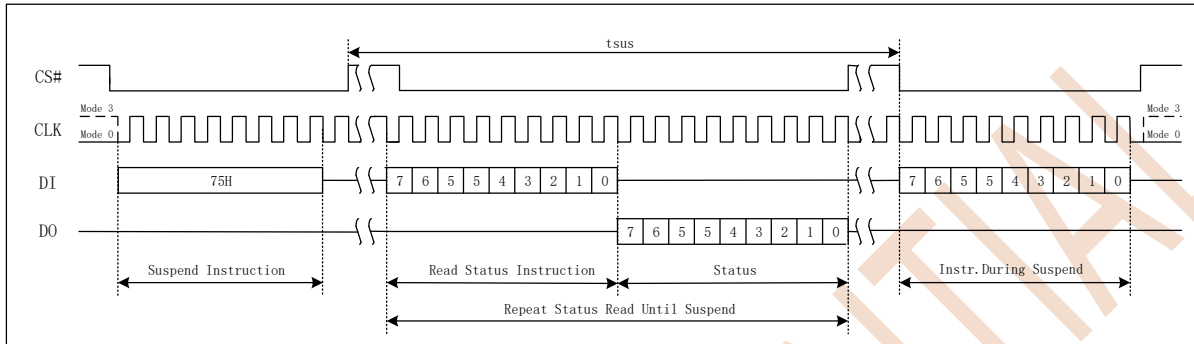 tsus
CS#
Mode 3
CLK
Mode 0
Mode 3
Mode 0
DI
75H
7 6 5 5 4 3 2 1 0
7 6 5 5 4 3 2 1 0
DO
7 6 5 5 4 3 2 1 0
Suspend Instruction
Read Status Instruction
Status
Instr.During Suspend
Repeat Status Read Until Suspend